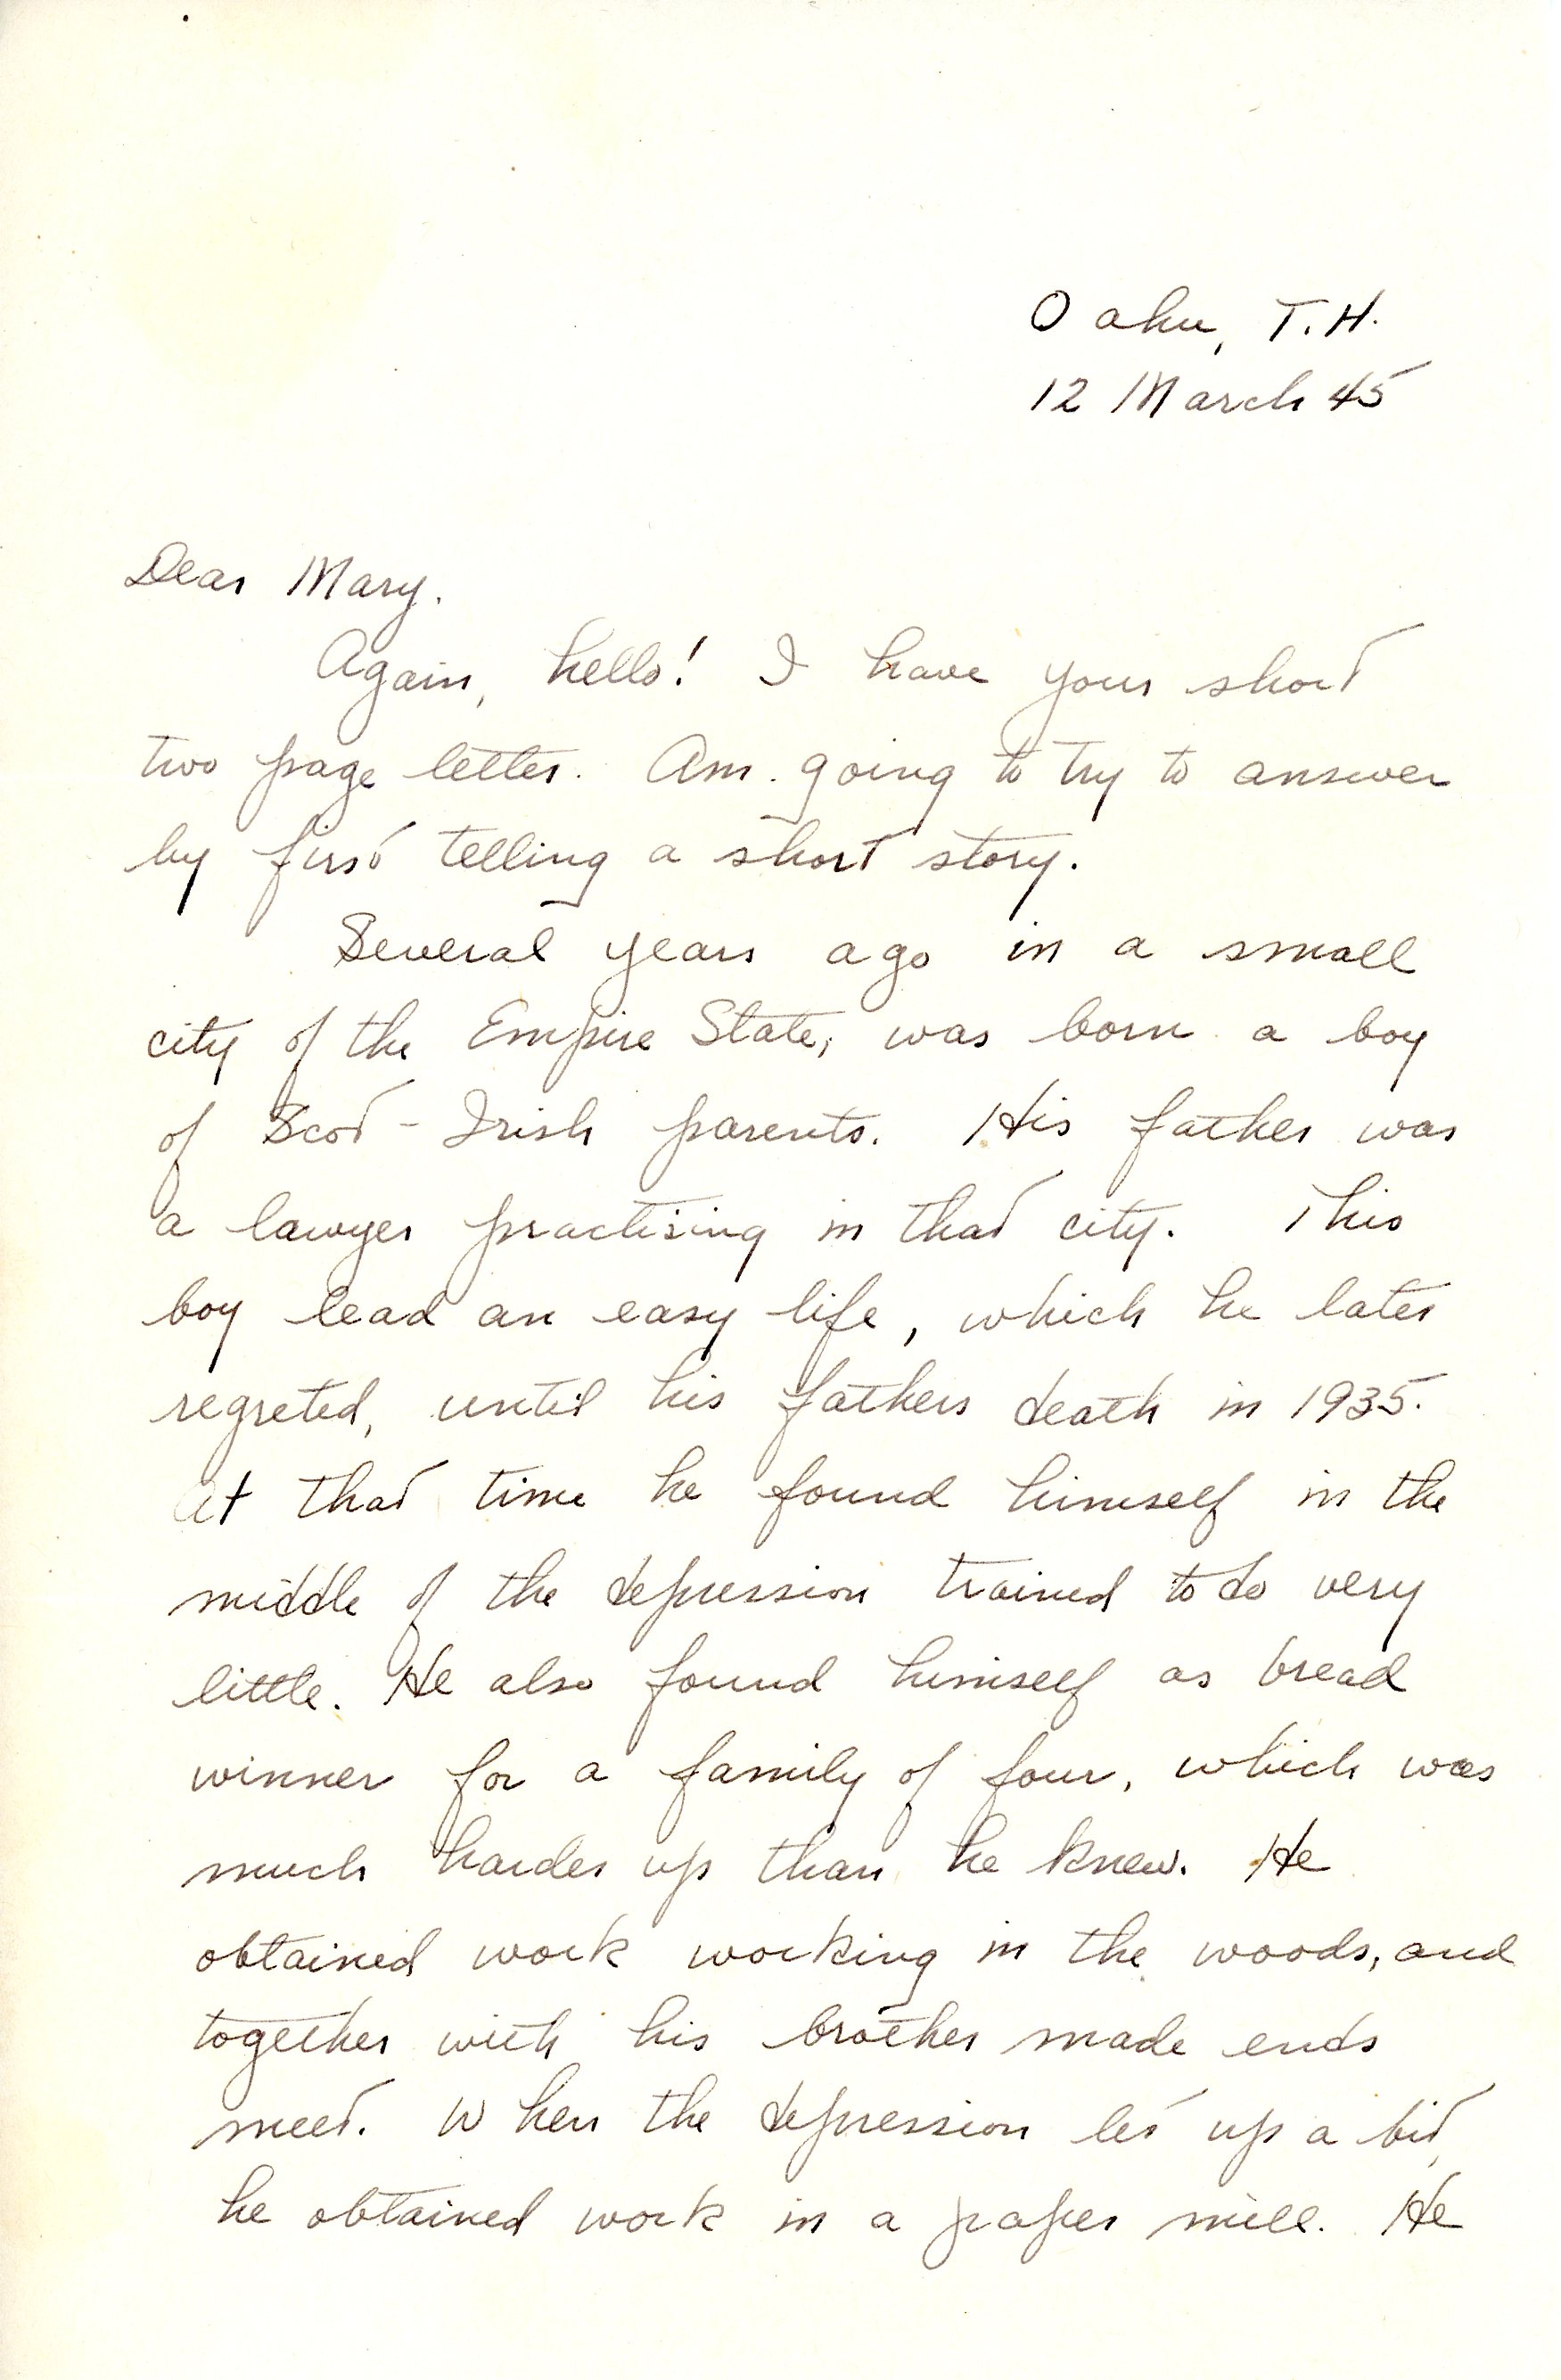 Oahu, T.H.
12 March 45
Dear Mary.
Again, hello! I have your short
two page letter. Am going to try to answer
by first telling a short story.
Several years ago in a small
city of the Empire State, was born a boy
of Scot-Irish parents. His father was
a lawyer practising in that city. This
boy lead an easy life, which he later
regreted, until his fathers death in 1935.
At that time he found himself in the
middle of the depression trained to do very
little. He also found himself as bread
winner for a family of four, which was
much harder up than he knew. He
obtained work working in the woods, and
together with his brother made ends
meet. When the depression let up a bit,
he obtained work in a paper mill. He